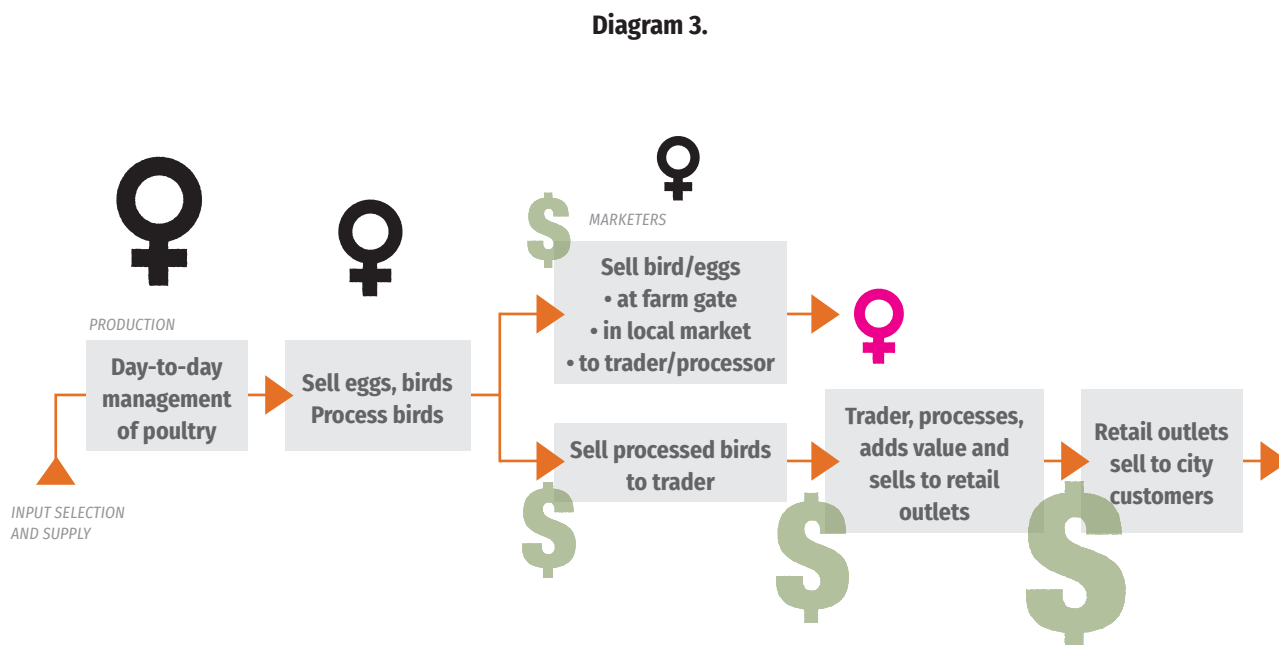 Diagram 3.
MARKETERS
Sell bird/eggs
• at farm gate
• in local market
• to trader/processor
PRODUCTION
Day-to-day
management
of poultry
Sell eggs, birds
Process birds
Sell processed birds
to trader
Trader, processes,
adds value and
sells to retail
outlets
Retail outlets
sell to city
customers
INPUT SELECTION
AND SUPPLY
$
$
$
$